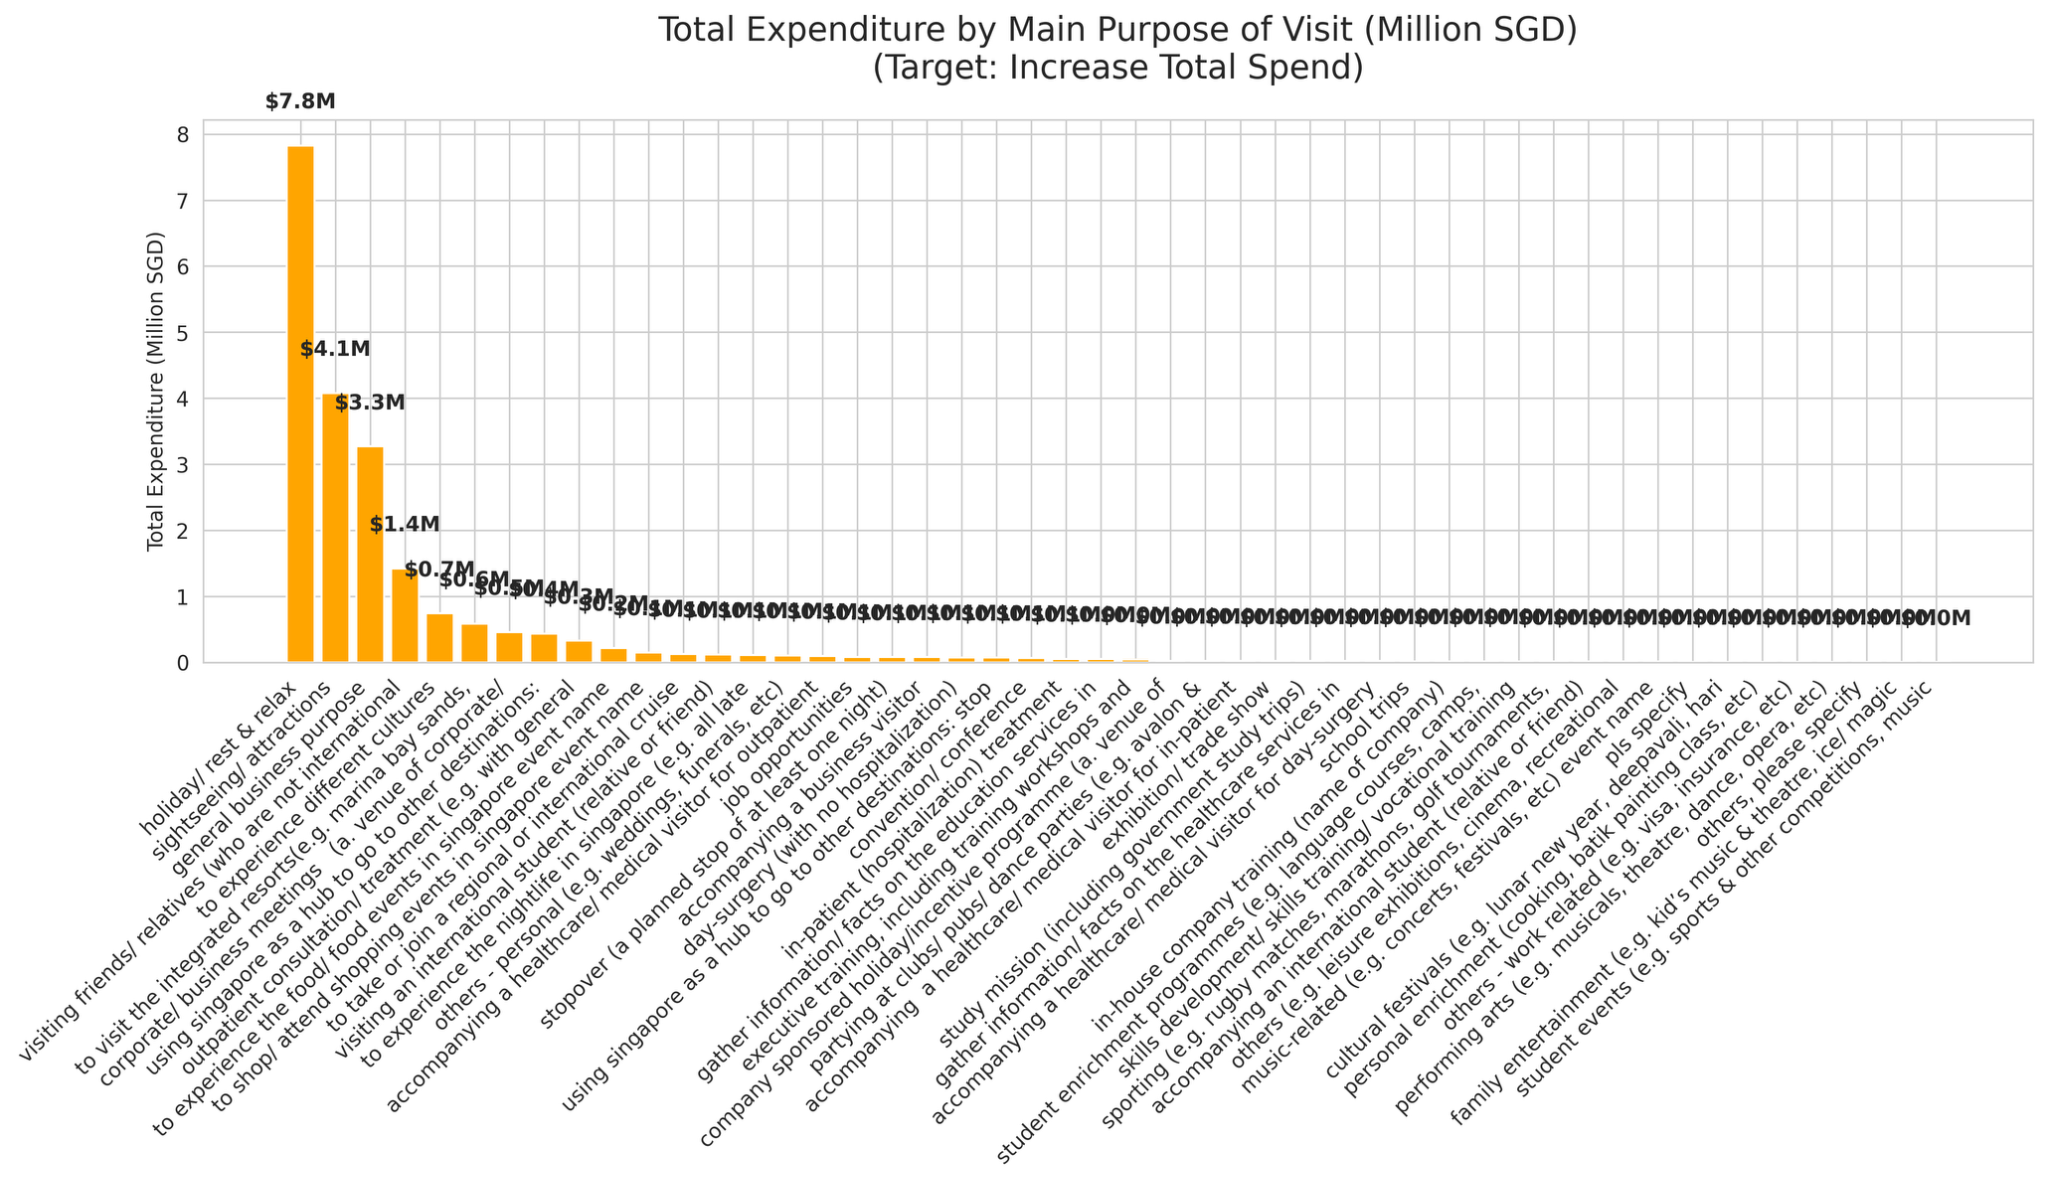 Total Expenditure by Main Purpose of Visit (Million SGD)
(Target: Increase Total Spend)
Total Expenditure (Million SGD)
8
7
6
5
4
3
2
1
0
$7.8M
$4.1M
$3.3M
$1.4M
$0.7M
$0.6M
$0.5M
$0.4M
$0.3M
$0.2M
$0.1M
holiday/ rest & relax
sightseeing/ attractions
general business purpose
visiting friends/ relatives (who are not international
to experience different cultures
to visit the integrated resorts(e.g. marina bay sands,
corporate/ business meetings   (a. venue of corporate/
using singapore as a hub to go to other destinations:
outpatient consultation/ treatment (e.g. with general
to experience the food/ food events in singapore event name
to shop/ attend shopping events in singapore event name
to take or join a regional or international cruise
visiting an international student (relative or friend)
to experience the nightlife in singapore (e.g. all late
others - personal (e.g. weddings, funerals, etc)
accompanying a healthcare/ medical visitor for outpatient
job opportunities
stopover (a planned stop of at least one night)
accompanying a business visitor
day-surgery (with no hospitalization)
using singapore as a hub to go to other destinations: stop
convention/ conference
in-patient (hospitalization) treatment
gather information/ facts on the education services in
executive training, including training workshops and
company sponsored holiday/incentive programme (a. venue of
partying at clubs/ pubs/ dance parties (e.g. avalon &
accompanying  a healthcare/ medical visitor for in-patient
exhibition/ trade show
study mission (including government study trips)
gather information/ facts on the healthcare services in
accompanying a healthcare/ medical visitor for day-surgery
school trips
in-house company training (name of company)
student enrichment programmes (e.g. language courses, camps,
skills development/ skills training/ vocational training
sporting (e.g. rugby matches, marathons, golf tournaments,
accompanying an international student (relative or friend)
others (e.g. leisure exhibitions, cinema, recreational
music-related (e.g. concerts, festivals, etc) event name
pls specify
cultural festivals (e.g. lunar new year, deepavali, hari
personal enrichment (cooking, batik painting class, etc)
others - work related (e.g. visa, insurance, etc)
performing arts (e.g. musicals, theatre, dance, opera, etc)
others, please specify
family entertainment (e.g. kid's music & theatre, ice/ magic
student events (e.g. sports & other competitions, music